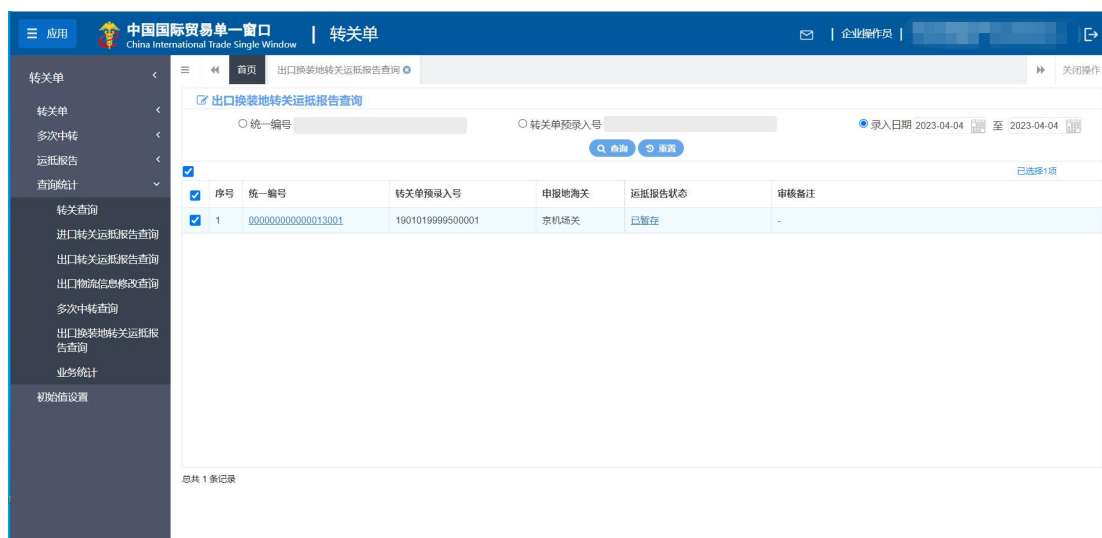 应用
中国国际贸易单一窗口
China International Trade Single Window
转关单
企业操作员
转关单
转关单
多次中转
运抵报告
查询统计
转关查询
进口转关运抵报告查询
出口转关运抵报告查询
出口物流信息修改查询
多次中转查询
出口换装地转关运抵报
告查询
业务统计
初始值设置
首页 出口换装地转关运抵报告查询 关闭操作
出口换装地转关运抵报告查询
统一编号 转关单预录入号 录入日期 2023-04-04 至 2023-04-04
查询 重置
已选择1项
序号 统一编号 转关单预录入号 申报地海关 运抵报告状态 审核备注
1 000000000000013001 1901019999500001 京机场关 已暂存 -
总共 1 条记录